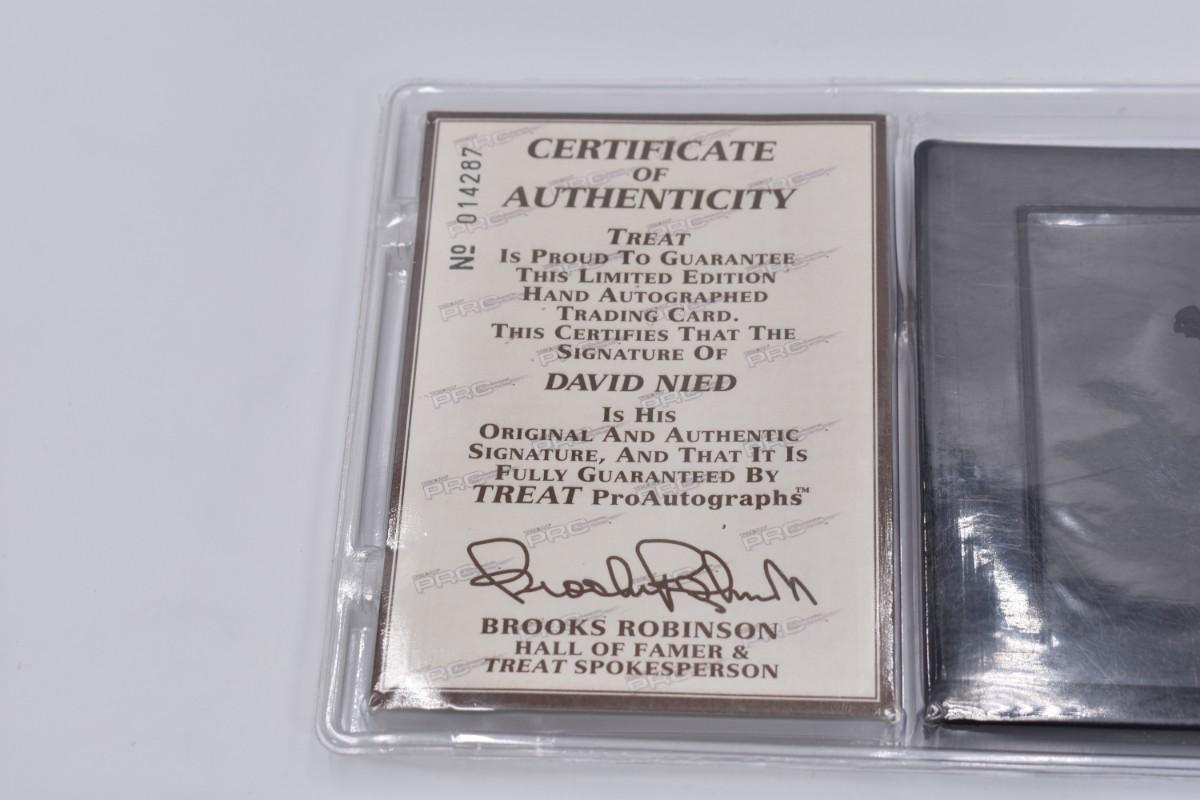 CERTIFICATE
OF
AUTHENTICITY
№ 014287
TREAT
IS PROUD TO GUARANTEE
THIS LIMITED EDITION
HAND AUTOGRAPHED
TRADING CARD.
THIS CERTIFIES THAT THE
SIGNATURE OF
DAVID NIED
IS HIS
ORIGINAL AND AUTHENTIC
SIGNATURE, AND THAT IT IS
FULLY GUARANTEED BY
TREAT ProAutographs™
Brooks Robinson
BROOKS ROBINSON
HALL OF FAMER &
TREAT SPOKESPERSON